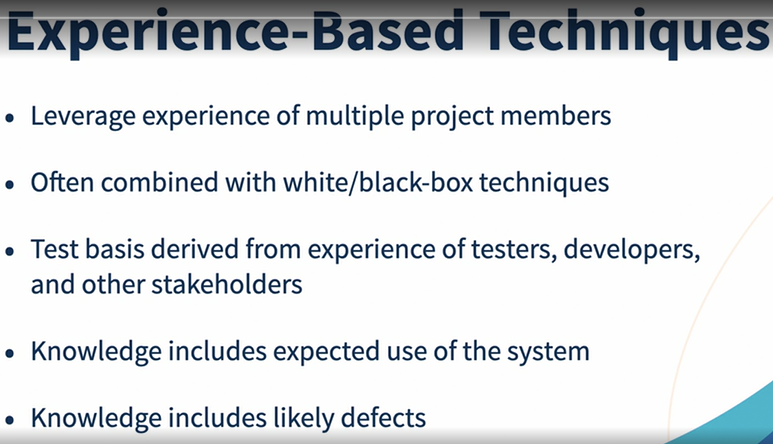 Experience-Based Techniques
• Leverage experience of multiple project members
• Often combined with white/black-box techniques
• Test basis derived from experience of testers, developers,
and other stakeholders
• Knowledge includes expected use of the system
• Knowledge includes likely defects